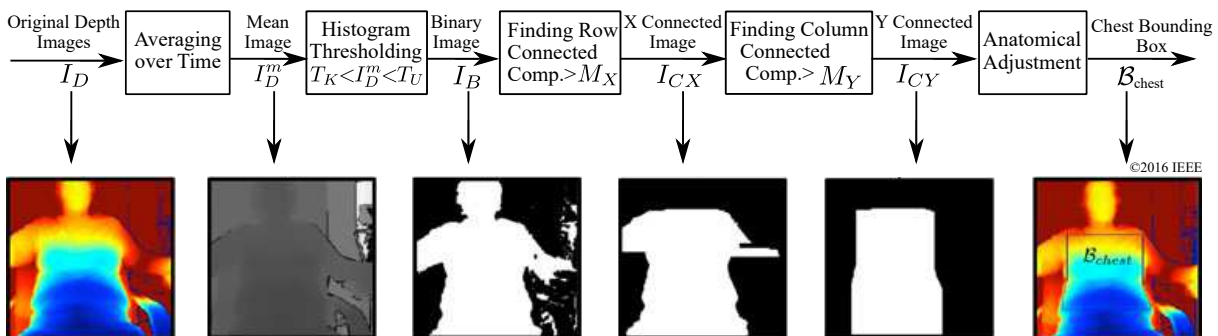 Original Depth
Images
I_D
Averaging
over Time
Mean
Image
I_D^m
Histogram
Thresholding
T_K<I_D^m<T_U
Binary
Image
I_B
Finding Row
Connected
Comp.>M_X
X Connected
Image
I_CX
Finding Column
Connected
Comp.> M_Y
Y Connected
Image
I_CY
Anatomical
Adjustment
Chest Bounding
Box
B_chest
©2016 IEEE
B_chest